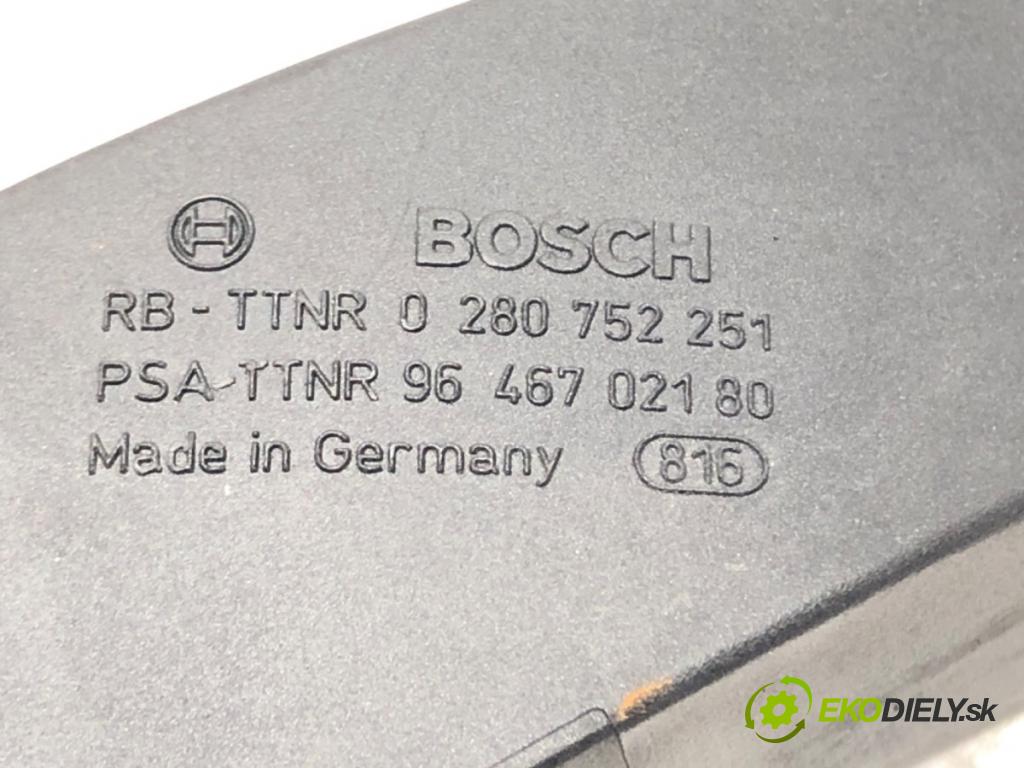 BOSCH
RB - TTNR 0 280 752 251
PSA-TTNR 96 467 021 80
Made in Germany 816
EKODIELY.sk